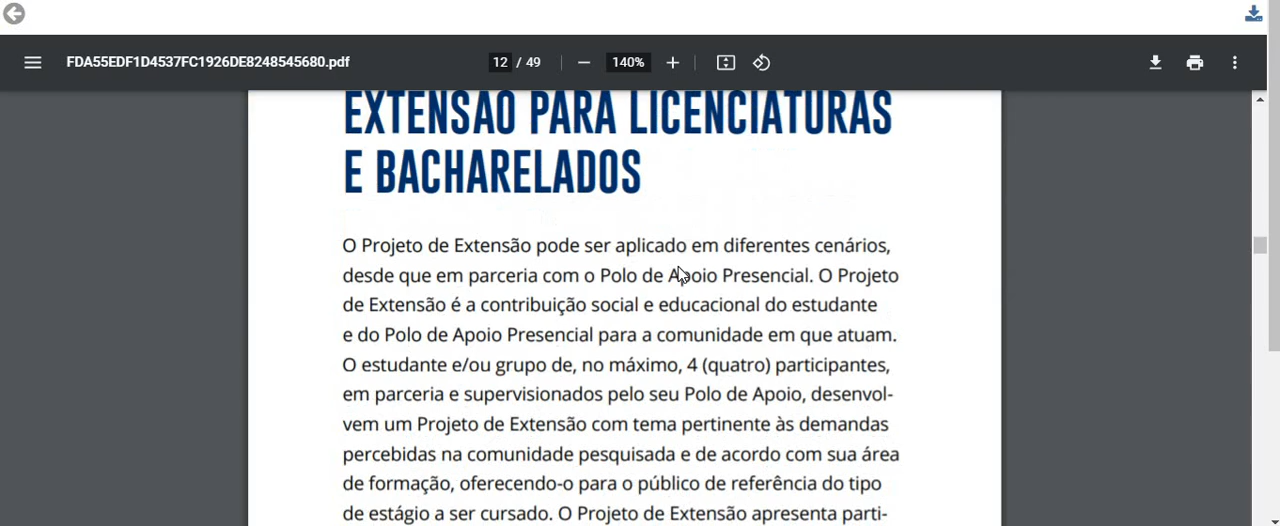 FDA55EDF1D4537FC1926DE8248545680.pdf
12 / 49
140%
EXTENSÃO PARA LICENCIATURAS
E BACHARELADOS
O Projeto de Extensão pode ser aplicado em diferentes cenários,
desde que em parceria com o Polo de Apoio Presencial. O Projeto
de Extensão é a contribuição social e educacional do estudante
e do Polo de Apoio Presencial para a comunidade em que atuam.
O estudante e/ou grupo de, no máximo, 4 (quatro) participantes,
em parceria e supervisionados pelo seu Polo de Apoio, desenvol-
vem um Projeto de Extensão com tema pertinente às demandas
percebidas na comunidade pesquisada e de acordo com sua área
de formação, oferecendo-o para o público de referência do tipo
de estágio a ser cursado. O Projeto de Extensão apresenta parti-